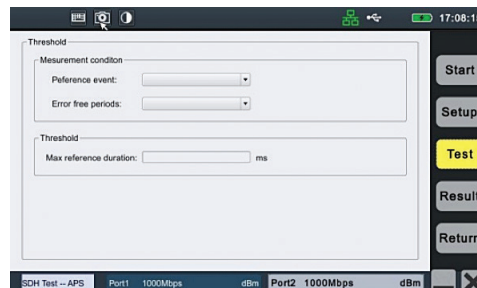 17:08:1
Threshold
Mesurement conditon
Peference event:
Error free periods:
Threshold
Max reference duration: ms
Start
Setup
Test
Result
Return
SDH Test -- APS Port1 1000Mbps dBm Port2 1000Mbps dBm